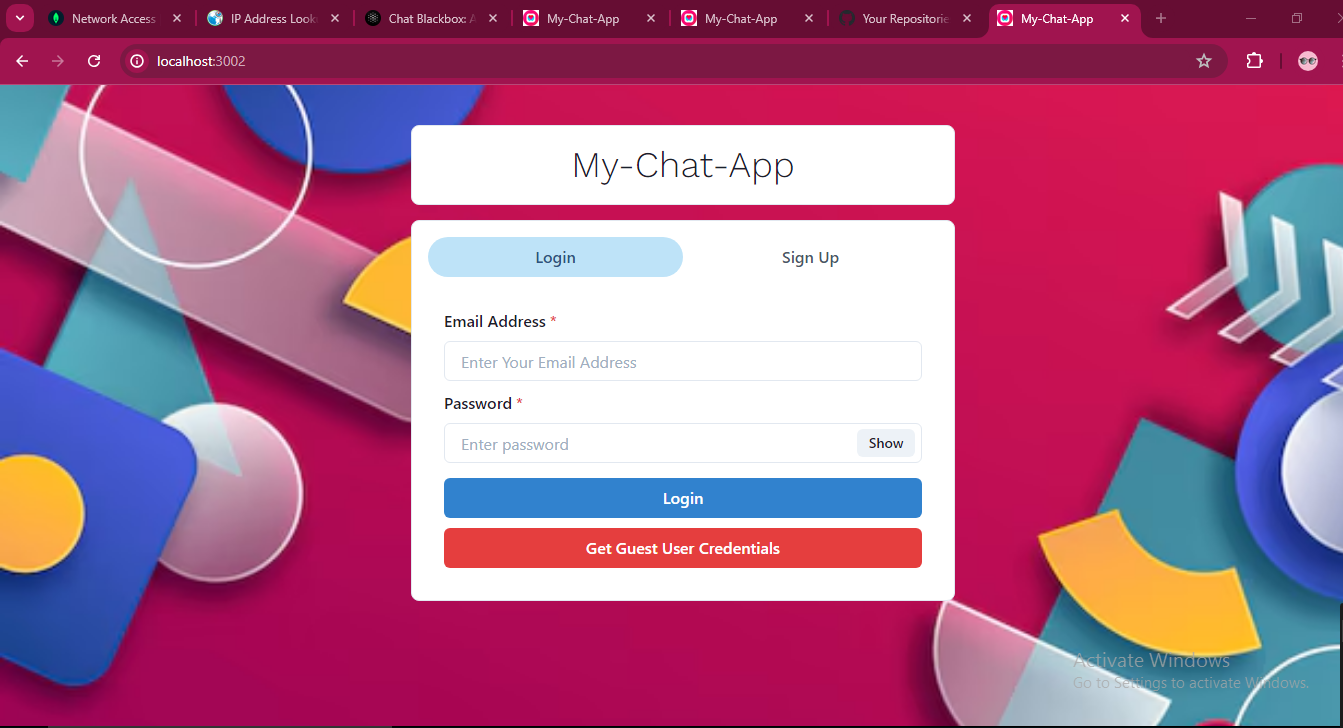 Network Access
IP Address Look
Chat Blackbox: A
My-Chat-App
My-Chat-App
Your Repositorie
My-Chat-App
localhost:3002
My-Chat-App
Login
Sign Up
Email Address *
Enter Your Email Address
Password *
Enter password
Show
Login
Get Guest User Credentials
Activate Windows
Go to Settings to activate Windows.